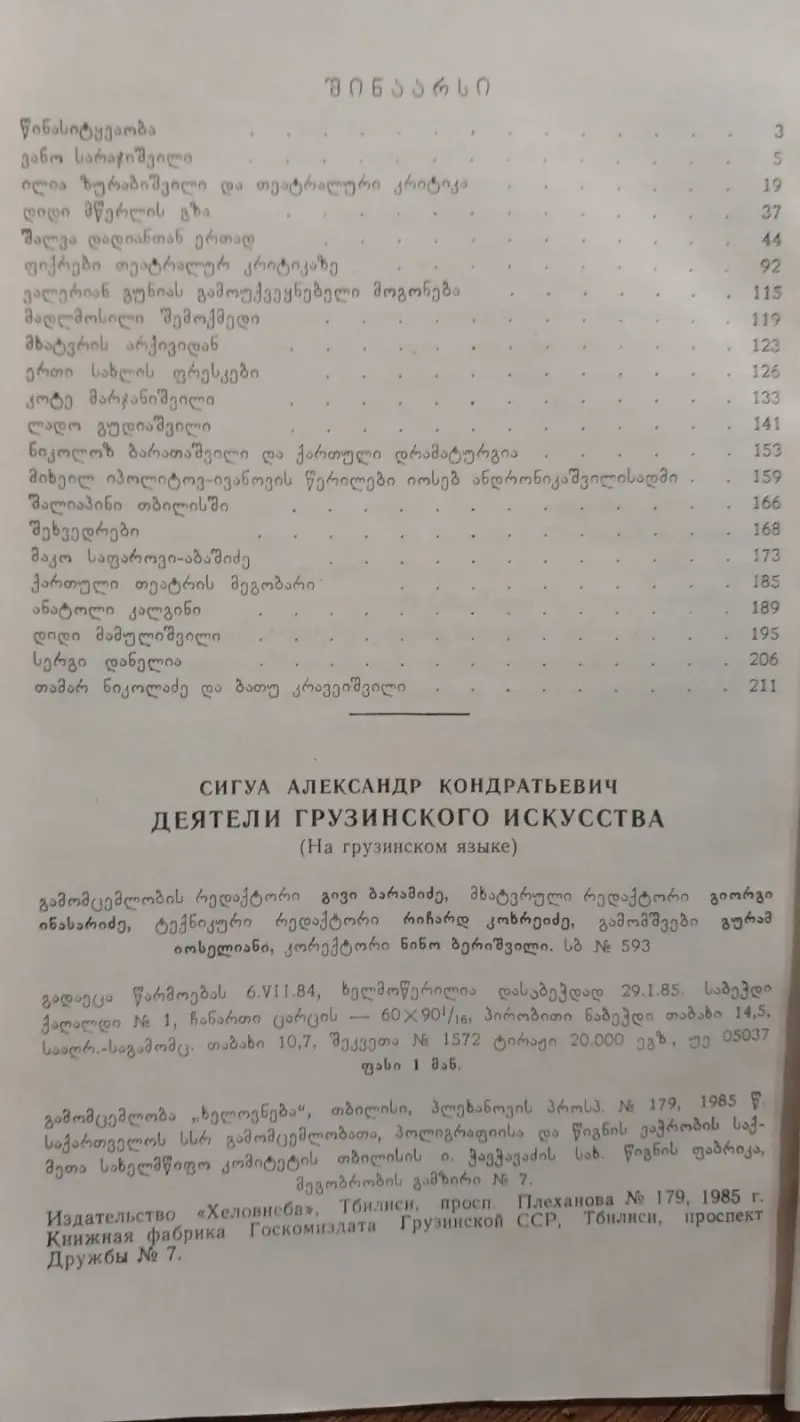 შინაარსი
წინასიტყვაობა . . . . . . . . . . . 3
ვანო სარაჯიშვილი . . . . . . . . . . . 5
ილია ზურაბიშვილი და თეატრალური კრიტიკა . . . . . 19
დიდი მწერლის გზა . . . . . . . . . . 37
შალვა დადიანთან ერთად . . . . . . . . . 44
ფიქრები თეატრალურ კრიტიკაზე . . . . . . . . 92
ვალერიან გუნიას გამოუქვეყნებელი მოგონება . . . . . 115
მადლმოსილი შემოქმედი . . . . . . . . . 119
მხატვრის არქივიდან . . . . . . . . . . 123
ერთი სახლის ფრესკები . . . . . . . . . 126
კოტე მარჯანიშვილი . . . . . . . . . . 133
ლადო გუდიაშვილი . . . . . . . . . . 141
ნიკოლოზ ბარათაშვილი და ქართული დრამატურგია . . . . . 153
მიხეილ იპოლიტოვ-ივანოვის წერილები იოსებ ანდრონიკაშვილისადმი . . 159
შალიაპინი თბილისში . . . . . . . . . . 166
შეხვედრები . . . . . . . . . . . 168
მაკო საფაროვი-აბაშიძე . . . . . . . . . 173
ქართული თეატრის მეგობარი . . . . . . . . 185
ანატოლი კალგინი . . . . . . . . . . . 189
დიდი მამულიშვილი . . . . . . . . . . . 195
სერგი დანელია . . . . . . . . . . . 206
თამარ ნიკოლაძე და ბათუ კრავეიშვილი . . . . . . . 211
СИГУА АЛЕКСАНДР КОНДРАТЬЕВИЧ
ДЕЯТЕЛИ ГРУЗИНСКОГО ИСКУССТВА
(На грузинском языке)
გამომცემლობის რედაქტორი გივი ბარამიძე, მხატვრული რედაქტორი გიორგი
ინასარიძე, ტექნიკური რედაქტორი რიჩარდ კოხრეიძე, გამომშვები გურამ
იოსელიანი, კორექტორი ნინო ბერიშვილი. სბ № 593
გადაეცა წარმოებას 6.VII.84, ხელმოწერილია დასაბეჭდად 29.I.85. საბეჭდი
ქაღალდი № 1, ჩანართი ცარცის — 60×90¹/₁₆, პირობითი ნაბეჭდი თაბახი 14,5,
სააღრ.-საგამომც. თაბახი 10,7, შეკვეთა № 1572 ტირაჟი 20.000 ეგზ., უე 05037
ფასი 1 მან.
გამომცემლობა „ხელოვნება“, თბილისი, პლეხანოვის პროსპ. № 179, 1985 წ.
საქართველოს სსრ გამომცემლობათა, პოლიგრაფიისა და წიგნის ვაჭრობის საქ-
მეთა სახელმწიფო კომიტეტის თბილისის ი. ჭავჭავაძის სახ. წიგნის ფაბრიკა,
მეგობრობის გამზირი № 7.
Издательство «Хеловнеба», Тбилиси, просп. Плеханова № 179, 1985 г.
Книжная фабрика Госкомиздата Грузинской ССР, Тбилиси, проспект
Дружбы № 7.